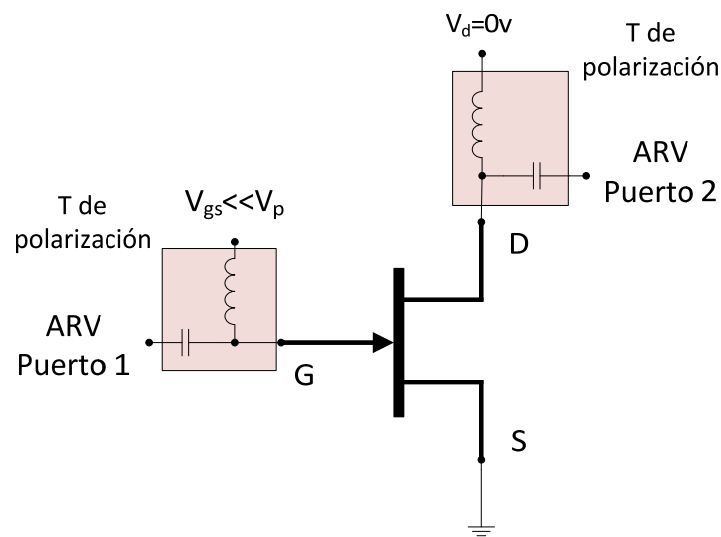 V_d=0v
T de
polarización
ARV
Puerto 2
D
T de
polarización
V_gs<<V_p
ARV
Puerto 1
G
S